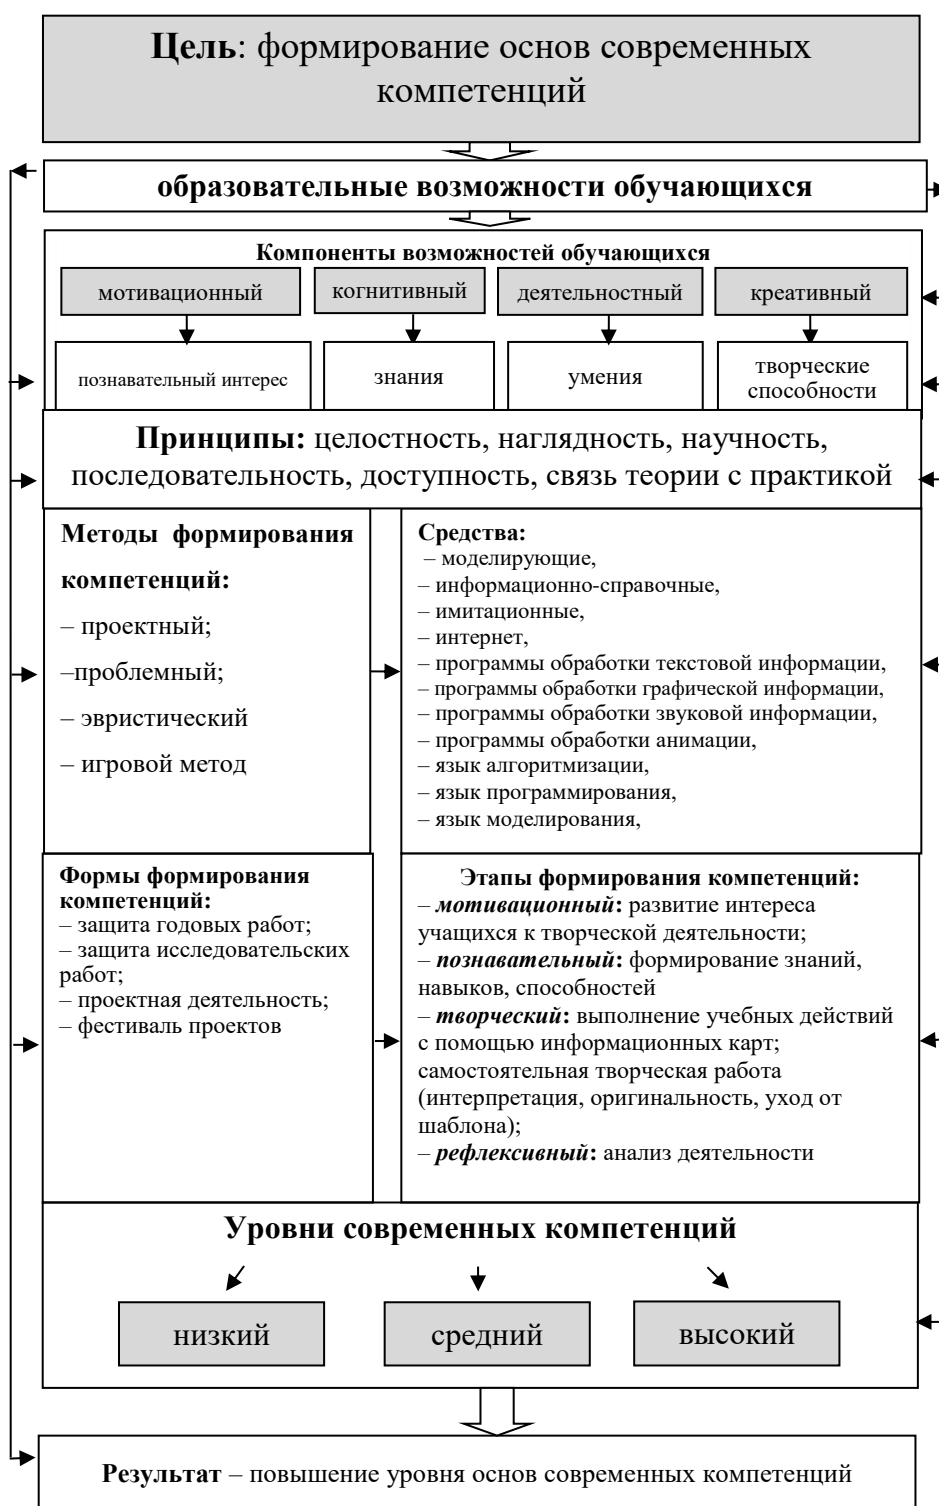 Цель: формирование основ современных
компетенций
образовательные возможности обучающихся
Компоненты возможностей обучающихся
мотивационный
когнитивный
деятельностный
креативный
познавательный интерес
знания
умения
творческие
способности
Принципы: целостность, наглядность, научность,
последовательность, доступность, связь теории с практикой
Методы формирования
компетенций:
– проектный;
–проблемный;
– эвристический
– игровой метод
Средства:
– моделирующие,
– информационно-справочные,
– имитационные,
– интернет,
– программы обработки текстовой информации,
– программы обработки графической информации,
– программы обработки звуковой информации,
– программы обработки анимации,
– язык алгоритмизации,
– язык программирования,
– язык моделирования,
Формы формирования
компетенций:
– защита годовых работ;
– защита исследовательских
работ;
– проектная деятельность;
– фестиваль проектов
Этапы формирования компетенций:
– мотивационный: развитие интереса
учащихся к творческой деятельности;
– познавательный: формирование знаний,
навыков, способностей
– творческий: выполнение учебных действий
с помощью информационных карт;
самостоятельная творческая работа
(интерпретация, оригинальность, уход от
шаблона);
– рефлексивный: анализ деятельности
Уровни современных компетенций
низкий
средний
высокий
Результат – повышение уровня основ современных компетенций